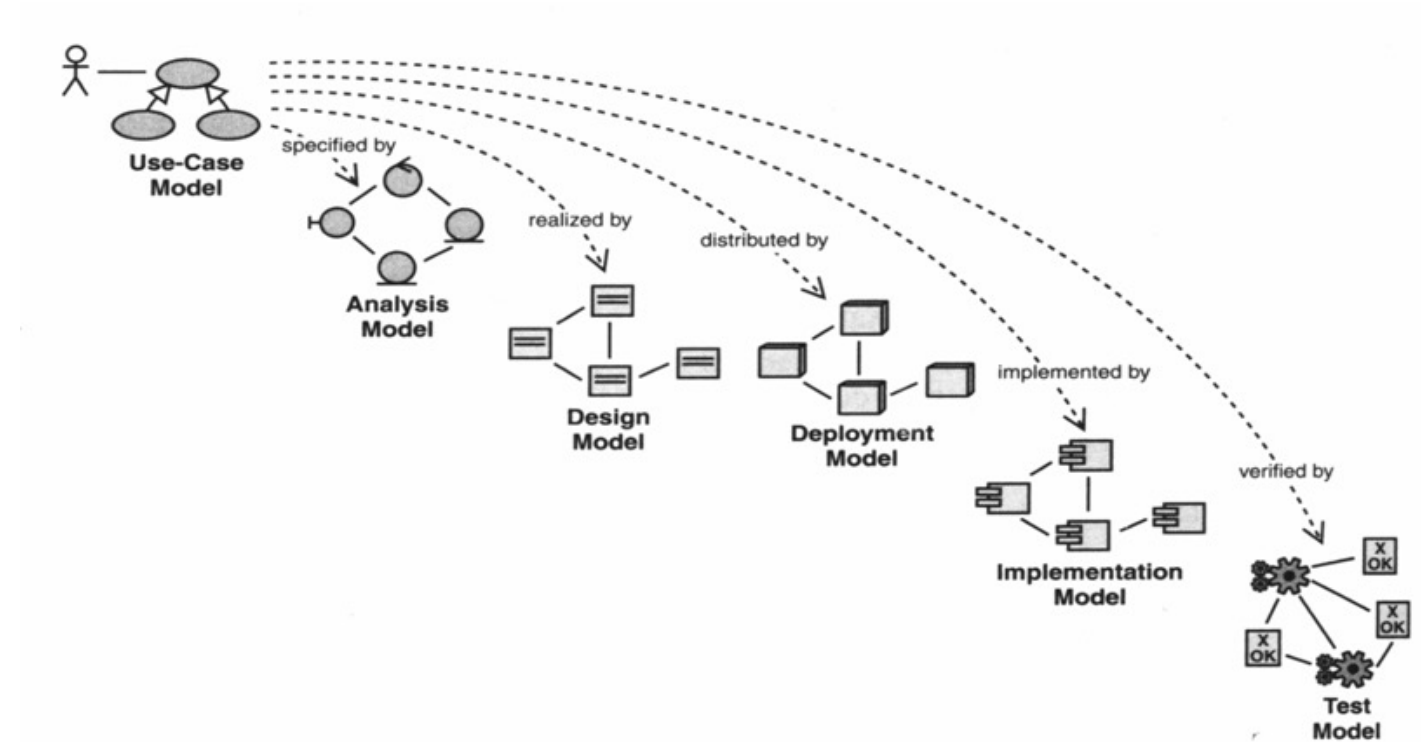 specified by
Use-Case
Model
realized by
distributed by
Analysis
Model
implemented by
Design
Model
Deployment
Model
verified by
Implementation
Model
X
OK
X
OK
X
OK
Test
Model